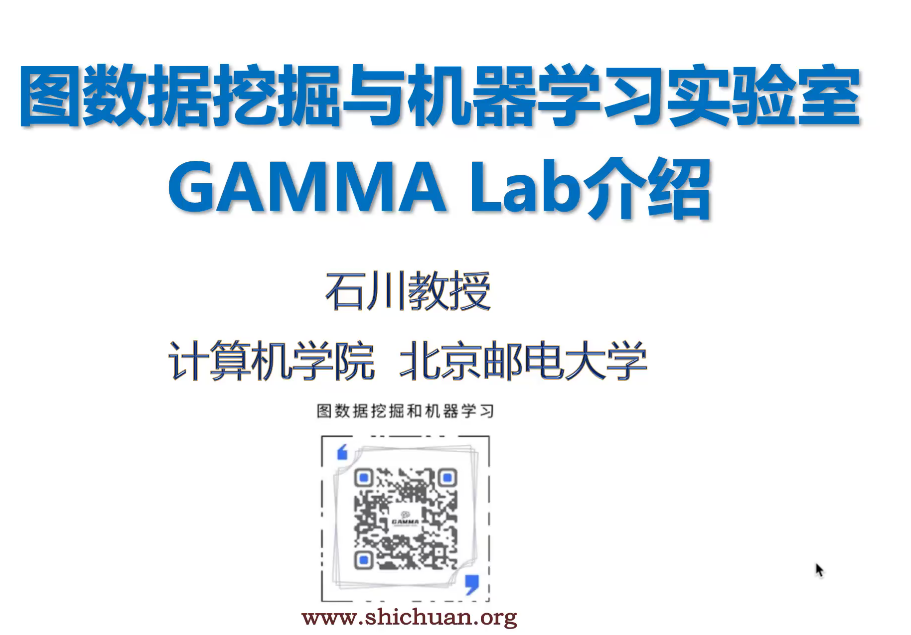 图数据挖掘与机器学习实验室
GAMMA Lab介绍
石川教授
计算机学院 北京邮电大学
图数据挖掘和机器学习
GAMMA
www.shichuan.org